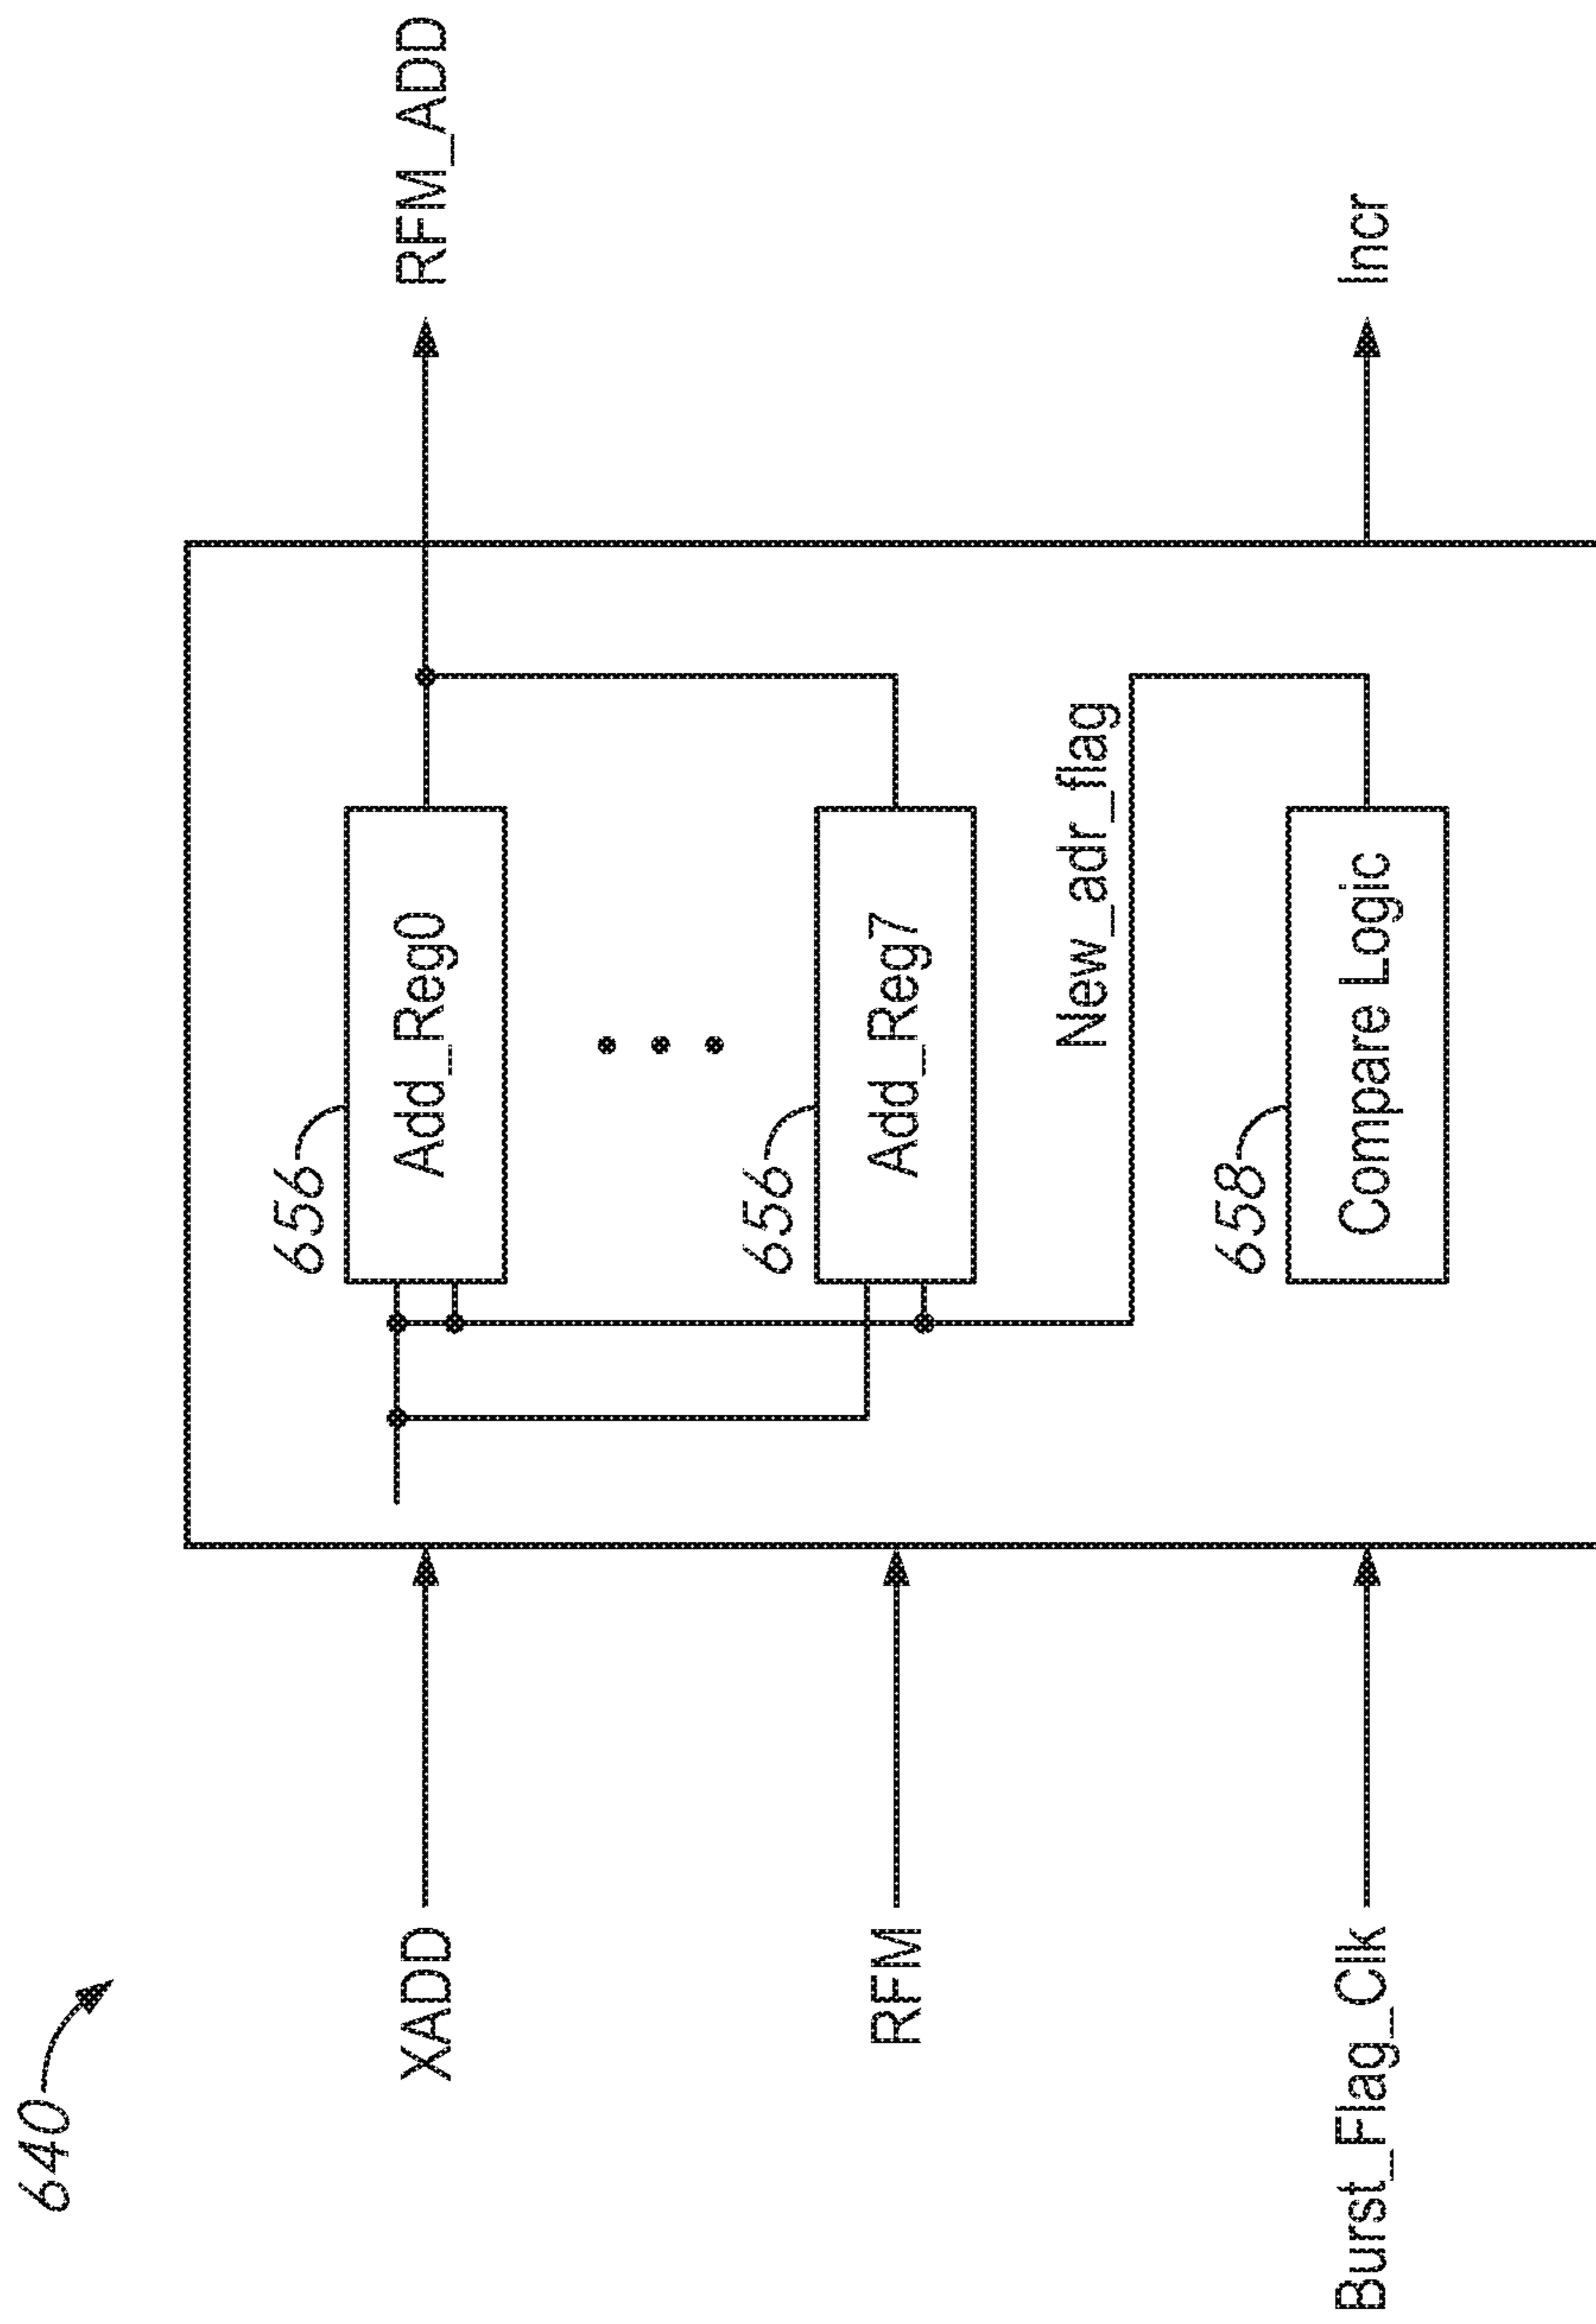 640
XADD
RFM
Burst_Flag_Clk
656
Add_Reg0
656
Add_Reg7
New_adr_flag
658
Compare Logic
RFM_ADD
Incr